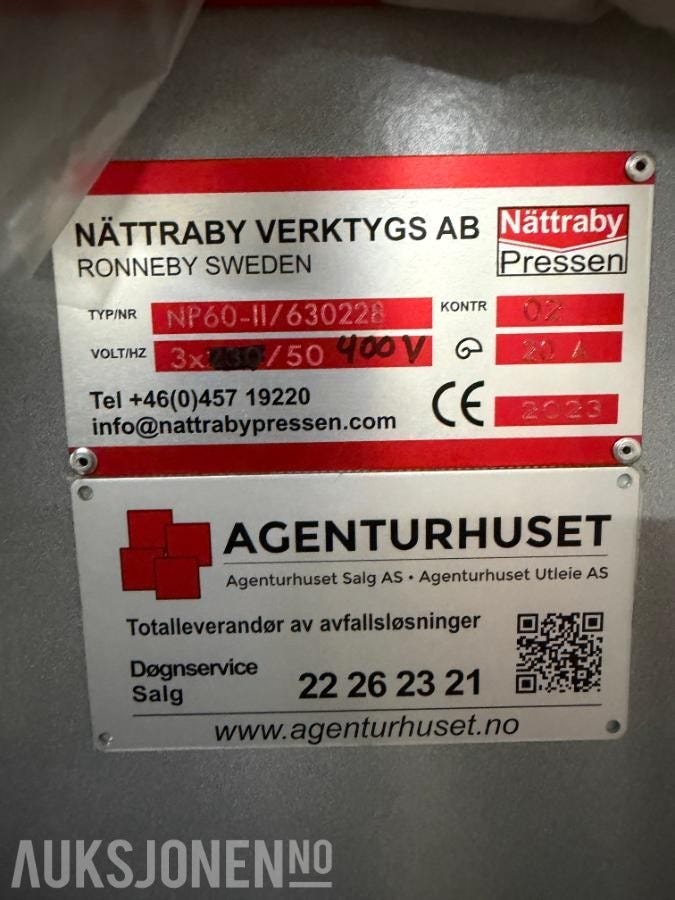 NÄTTRABY VERKTYGS AB
RONNEBY SWEDEN
Nättraby
Pressen
TYP/NR NP60-II/630228 KONTR 02
VOLT/HZ 3x /50 400V 20 A
Tel +46(0)457 19220
info@nattrabypressen.com
CE 2023
AGENTURHUSET
Agenturhuset Salg AS • Agenturhuset Utleie AS
Totalleverandør av avfallsløsninger
Døgnservice
Salg
22 26 23 21
www.agenturhuset.no
AUKSJONEN NO